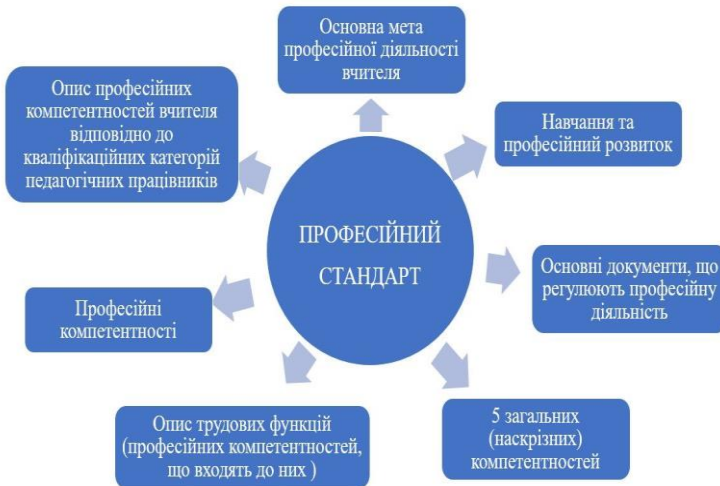 Основна мета
професійної діяльності
вчителя
Навчання та
професійний розвиток
Основні документи, що
регулюють професійну
діяльність
5 загальних
(наскрізних)
компетентностей
Опис трудових функцій
(професійних компетентностей,
що входять до них )
Професійні
компетентності
Опис професійних
компетентностей вчителя
відповідно до
кваліфікаційних категорій
педагогічних працівників
ПРОФЕСІЙНИЙ
СТАНДАРТ